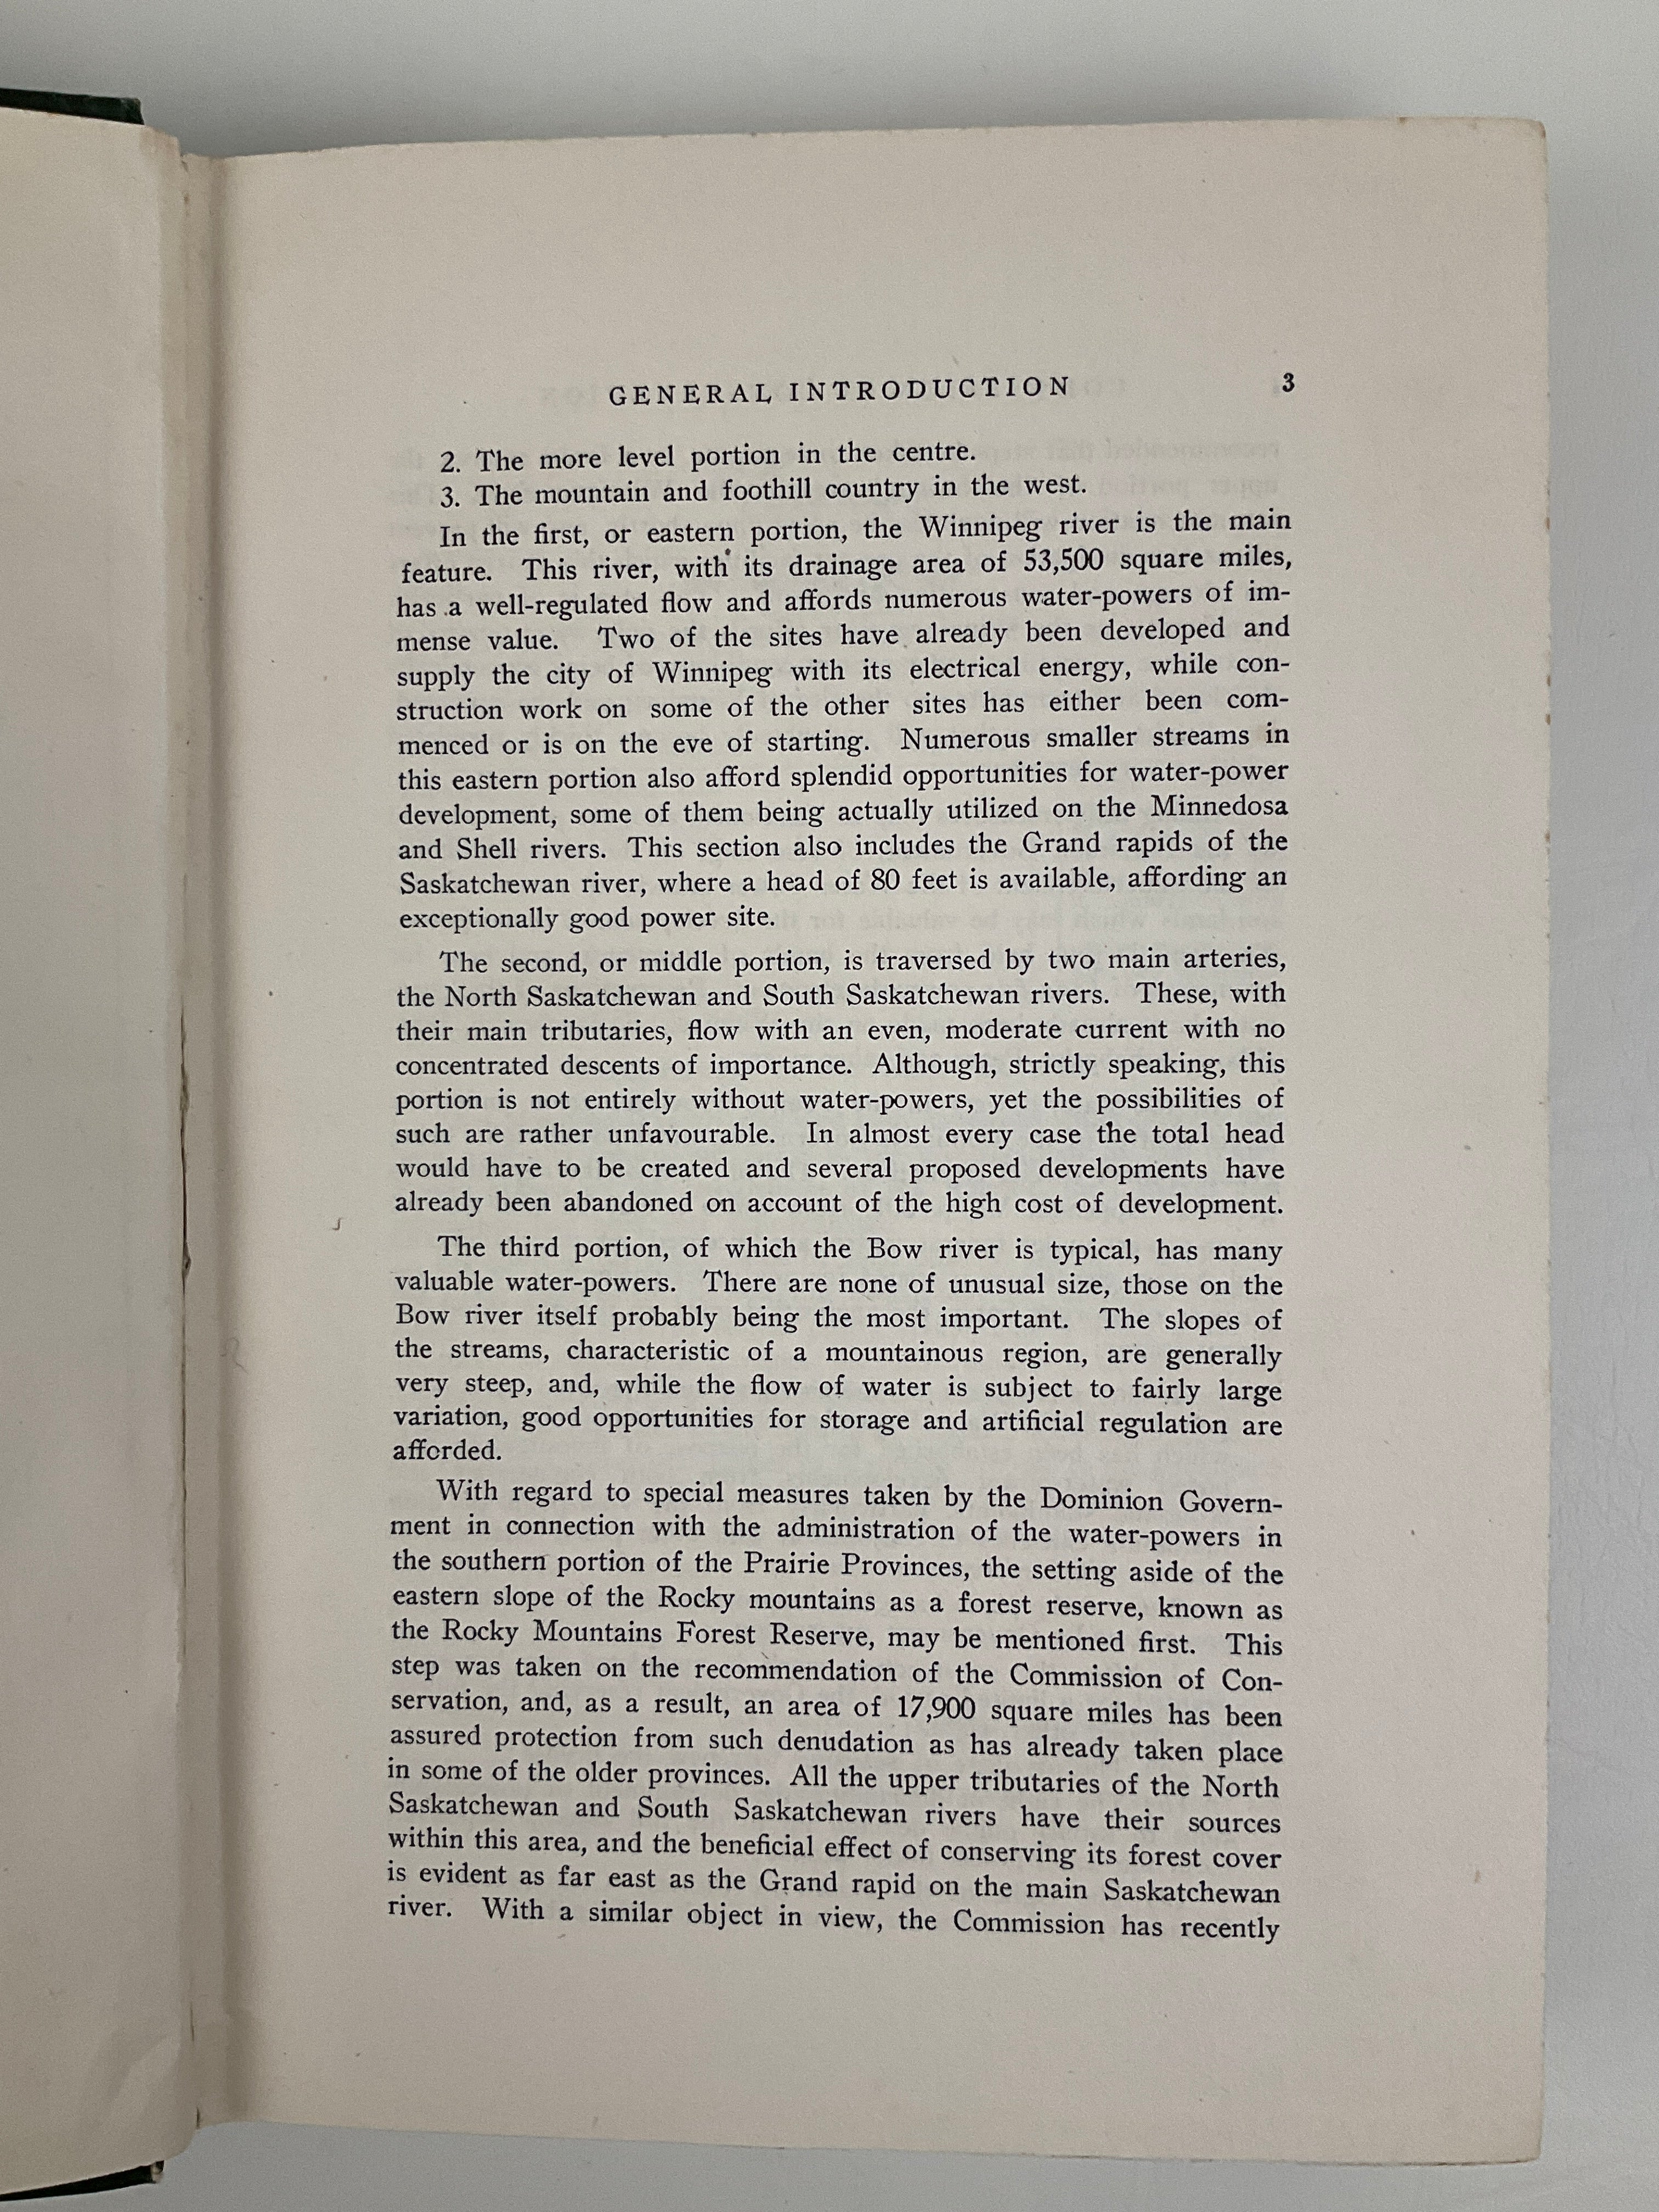 GENERAL INTRODUCTION 3
2. The more level portion in the centre.
3. The mountain and foothill country in the west.
In the first, or eastern portion, the Winnipeg river is the main
feature. This river, with its drainage area of 53,500 square miles,
has a well-regulated flow and affords numerous water-powers of im-
mense value. Two of the sites have already been developed and
supply the city of Winnipeg with its electrical energy, while con-
struction work on some of the other sites has either been com-
menced or is on the eve of starting. Numerous smaller streams in
this eastern portion also afford splendid opportunities for water-power
development, some of them being actually utilized on the Minnedosa
and Shell rivers. This section also includes the Grand rapids of the
Saskatchewan river, where a head of 80 feet is available, affording an
exceptionally good power site.
The second, or middle portion, is traversed by two main arteries,
the North Saskatchewan and South Saskatchewan rivers. These, with
their main tributaries, flow with an even, moderate current with no
concentrated descents of importance. Although, strictly speaking, this
portion is not entirely without water-powers, yet the possibilities of
such are rather unfavourable. In almost every case the total head
would have to be created and several proposed developments have
already been abandoned on account of the high cost of development.
The third portion, of which the Bow river is typical, has many
valuable water-powers. There are none of unusual size, those on the
Bow river itself probably being the most important. The slopes of
the streams, characteristic of a mountainous region, are generally
very steep, and, while the flow of water is subject to fairly large
variation, good opportunities for storage and artificial regulation are
afforded.
With regard to special measures taken by the Dominion Govern-
ment in connection with the administration of the water-powers in
the southern portion of the Prairie Provinces, the setting aside of the
eastern slope of the Rocky mountains as a forest reserve, known as
the Rocky Mountains Forest Reserve, may be mentioned first. This
step was taken on the recommendation of the Commission of Con-
servation, and, as a result, an area of 17,900 square miles has been
assured protection from such denudation as has already taken place
in some of the older provinces. All the upper tributaries of the North
Saskatchewan and South Saskatchewan rivers have their sources
within this area, and the beneficial effect of conserving its forest cover
is evident as far east as the Grand rapid on the main Saskatchewan
river. With a similar object in view, the Commission has recently